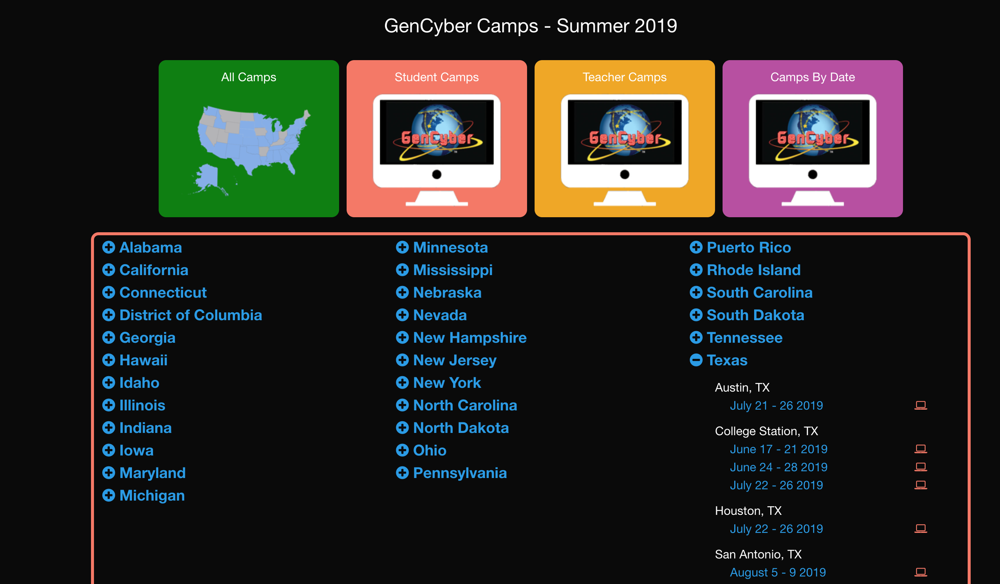 GenCyber Camps - Summer 2019
All Camps
Student Camps
GenCyber
TM
Teacher Camps
GenCyber
TM
Camps By Date
GenCyber
TM
Alabama
California
Connecticut
District of Columbia
Georgia
Hawaii
Idaho
Illinois
Indiana
Iowa
Maryland
Michigan
Minnesota
Mississippi
Nebraska
Nevada
New Hampshire
New Jersey
New York
North Carolina
North Dakota
Ohio
Pennsylvania
Puerto Rico
Rhode Island
South Carolina
South Dakota
Tennessee
Texas
Austin, TX
July 21 - 26 2019
College Station, TX
June 17 - 21 2019
June 24 - 28 2019
July 22 - 26 2019
Houston, TX
July 22 - 26 2019
San Antonio, TX
August 5 - 9 2019